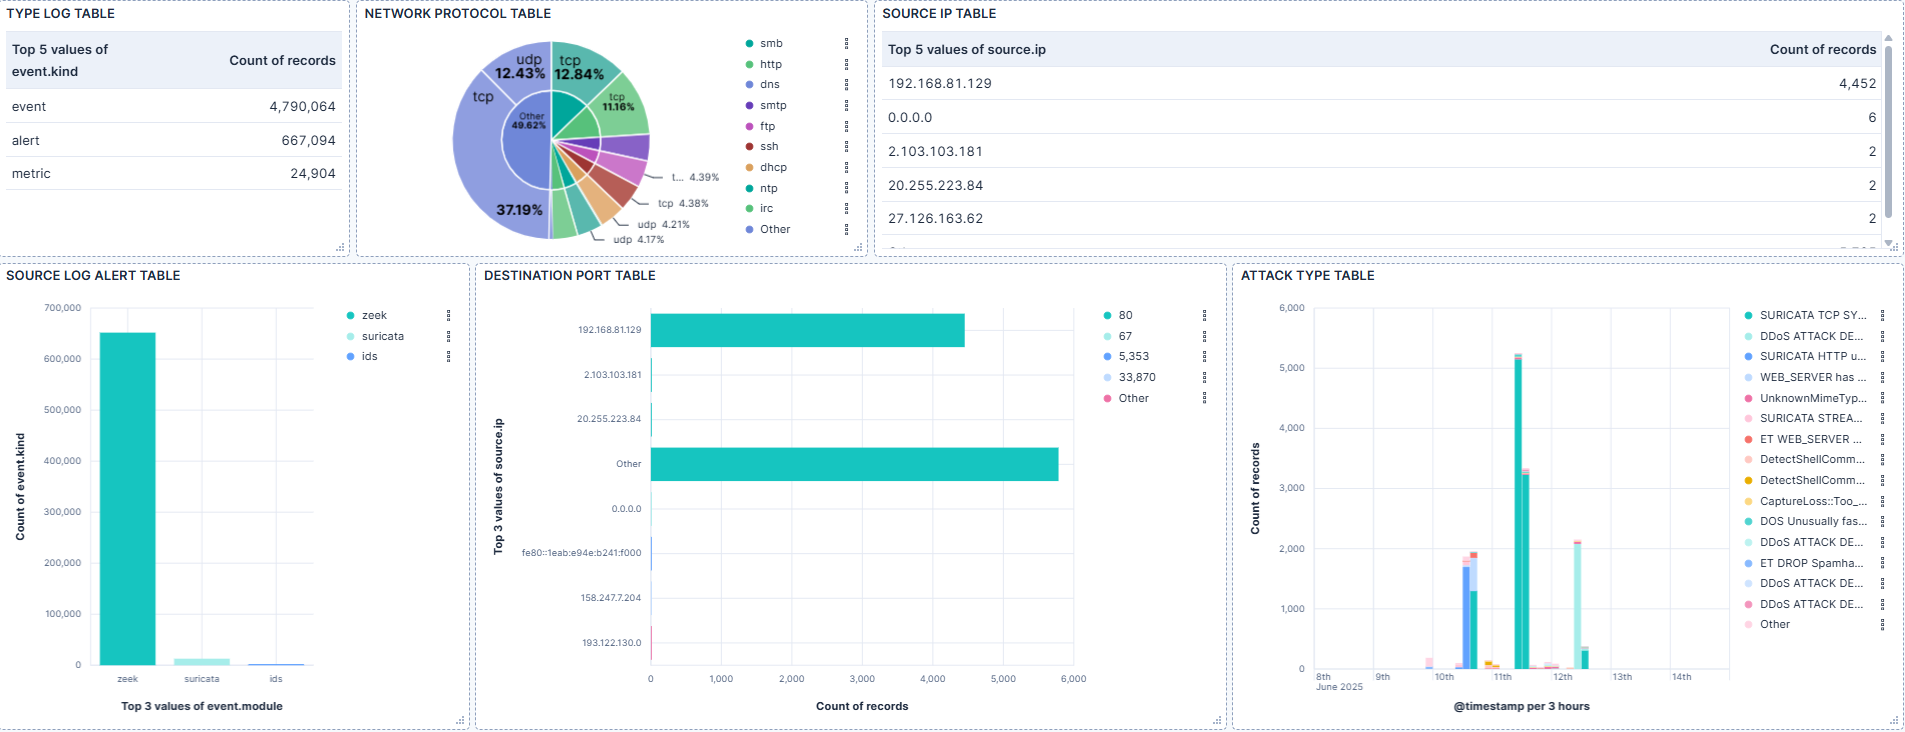 TYPE LOG TABLE
Top 5 values of event.kind Count of records
event 4,790,064
alert 667,094
metric 24,904
NETWORK PROTOCOL TABLE
udp
12.43%
tcp
12.84%
tcp
11.16%
tcp
Other
49.62%
37.19%
t... 4.39%
tcp 4.38%
udp 4.21%
udp 4.17%
smb
http
dns
smtp
ftp
ssh
dhcp
ntp
irc
Other
SOURCE IP TABLE
Top 5 values of source.ip Count of records
192.168.81.129 4,452
0.0.0.0 6
2.103.103.181 2
20.255.223.84 2
27.126.163.62 2
SOURCE LOG ALERT TABLE
Count of event.kind
700,000
600,000
500,000
400,000
300,000
200,000
100,000
0
zeek suricata ids
Top 3 values of event.module
zeek
suricata
ids
DESTINATION PORT TABLE
Top 3 values of source.ip
192.168.81.129
2.103.103.181
20.255.223.84
Other
0.0.0.0
fe80::1eab:e94e:b241:f000
158.247.7.204
193.122.130.0
0 1,000 2,000 3,000 4,000 5,000 6,000
Count of records
80
67
5,353
33,870
Other
ATTACK TYPE TABLE
Count of records
6,000
5,000
4,000
3,000
2,000
1,000
0
8th 9th 10th 11th 12th 13th 14th
June 2025
@timestamp per 3 hours
SURICATA TCP SY...
DDoS ATTACK DE...
SURICATA HTTP u...
WEB_SERVER has ...
UnknownMimeTyp...
SURICATA STREA...
ET WEB_SERVER ...
DetectShellComm...
DetectShellComm...
CaptureLoss::Too_...
DOS Unusually fas...
DDoS ATTACK DE...
ET DROP Spamha...
DDoS ATTACK DE...
DDoS ATTACK DE...
Other